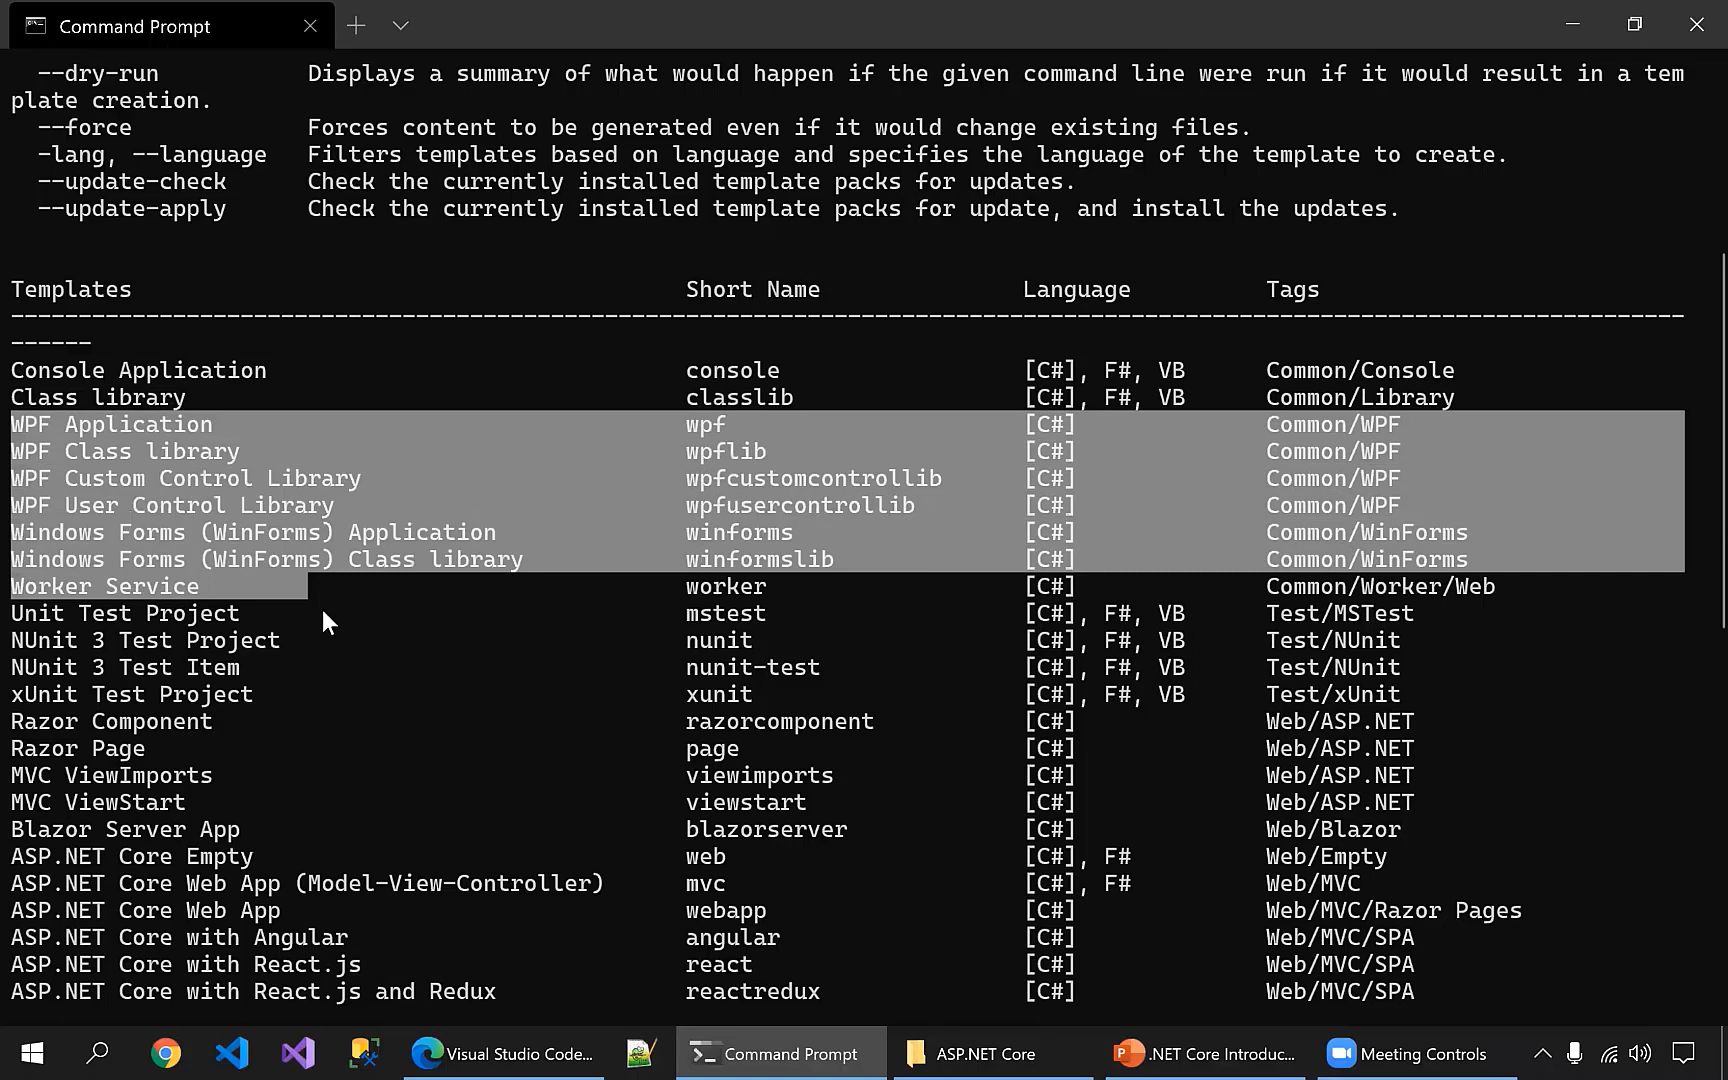 Command Prompt
--dry-run Displays a summary of what would happen if the given command line were run if it would result in a tem
plate creation.
--force Forces content to be generated even if it would change existing files.
-lang, --language Filters templates based on language and specifies the language of the template to create.
--update-check Check the currently installed template packs for updates.
--update-apply Check the currently installed template packs for update, and install the updates.
Templates Short Name Language Tags
----------------------------------------------------------------------------------------------------------------------------
------
Console Application console [C#], F#, VB Common/Console
Class library classlib [C#], F#, VB Common/Library
WPF Application wpf [C#] Common/WPF
WPF Class library wpflib [C#] Common/WPF
WPF Custom Control Library wpfcustomcontrollib [C#] Common/WPF
WPF User Control Library wpfusercontrollib [C#] Common/WPF
Windows Forms (WinForms) Application winforms [C#] Common/WinForms
Windows Forms (WinForms) Class library winformslib [C#] Common/WinForms
Worker Service worker [C#] Common/Worker/Web
Unit Test Project mstest [C#], F#, VB Test/MSTest
NUnit 3 Test Project nunit [C#], F#, VB Test/NUnit
NUnit 3 Test Item nunit-test [C#], F#, VB Test/NUnit
xUnit Test Project xunit [C#], F#, VB Test/xUnit
Razor Component razorcomponent [C#] Web/ASP.NET
Razor Page page [C#] Web/ASP.NET
MVC ViewImports viewimports [C#] Web/ASP.NET
MVC ViewStart viewstart [C#] Web/ASP.NET
Blazor Server App blazorserver [C#] Web/Blazor
ASP.NET Core Empty web [C#], F# Web/Empty
ASP.NET Core Web App (Model-View-Controller) mvc [C#], F# Web/MVC
ASP.NET Core Web App webapp [C#] Web/MVC/Razor Pages
ASP.NET Core with Angular angular [C#] Web/MVC/SPA
ASP.NET Core with React.js react [C#] Web/MVC/SPA
ASP.NET Core with React.js and Redux reactredux [C#] Web/MVC/SPA
Visual Studio Code... Command Prompt ASP.NET Core .NET Core Introduc... Meeting Controls